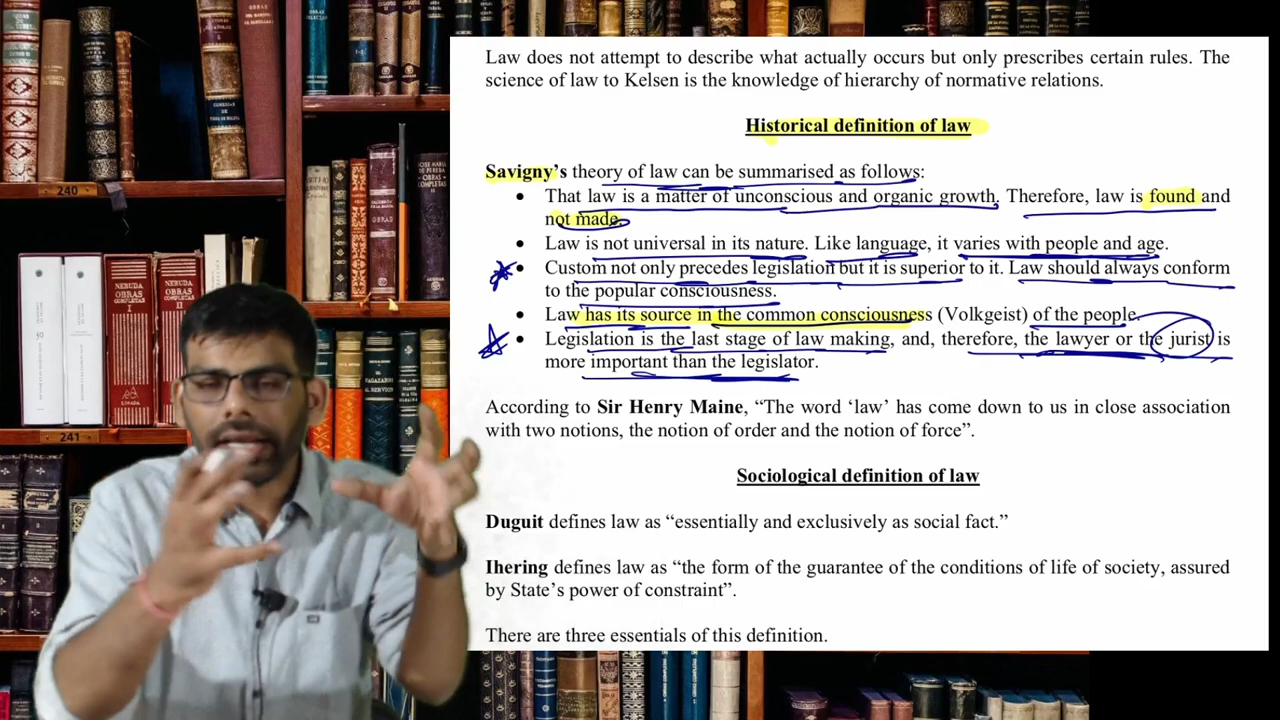 Law does not attempt to describe what actually occurs but only prescribes certain rules. The
science of law to Kelsen is the knowledge of hierarchy of normative relations.
Historical definition of law
Savigny's theory of law can be summarised as follows:
• That law is a matter of unconscious and organic growth. Therefore, law is found and
not made.
• Law is not universal in its nature. Like language, it varies with people and age.
• Custom not only precedes legislation but it is superior to it. Law should always conform
to the popular consciousness.
• Law has its source in the common consciousness (Volkgeist) of the people.
• Legislation is the last stage of law making, and, therefore, the lawyer or the jurist is
more important than the legislator.
According to Sir Henry Maine, “The word ‘law’ has come down to us in close association
with two notions, the notion of order and the notion of force”.
Sociological definition of law
Duguit defines law as “essentially and exclusively as social fact.”
Ihering defines law as “the form of the guarantee of the conditions of life of society, assured
by State’s power of constraint”.
There are three essentials of this definition.
240
241
NERUDA
OBRAS
COMPLETAS
I
NERUDA
OBRAS
COMPLETAS
II